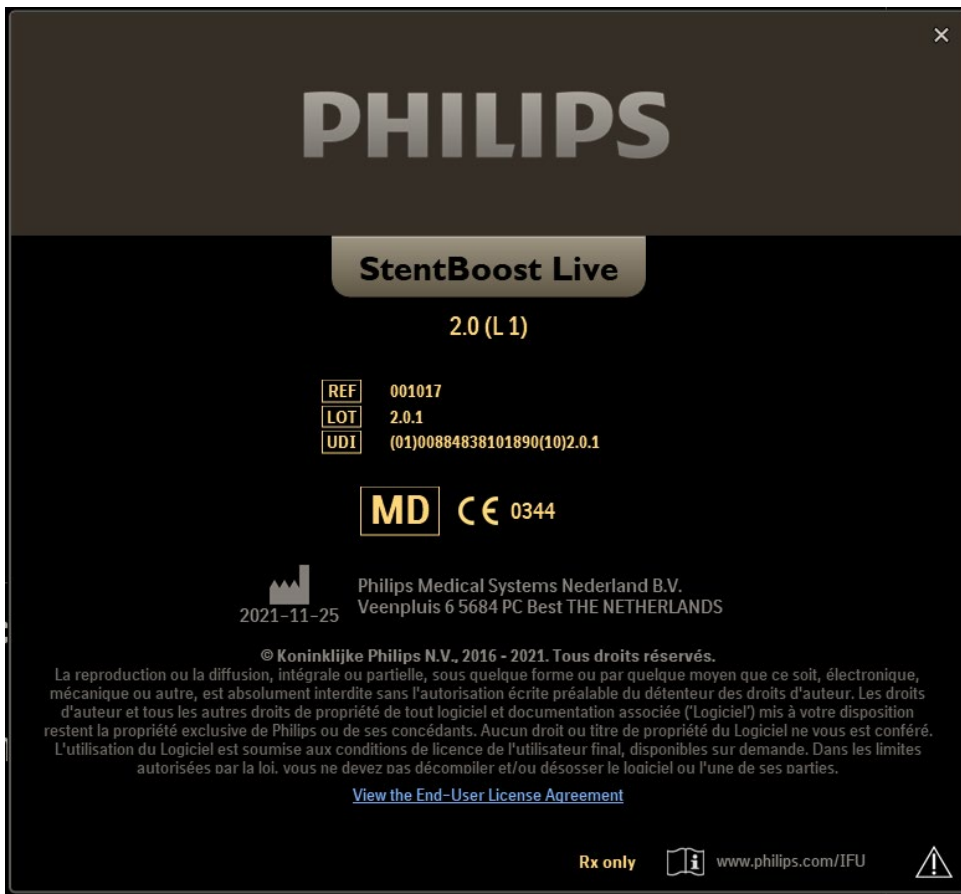 PHILIPS
StentBoost Live
2.0 (L 1)
REF 001017
LOT 2.0.1
UDI (01)00884838101890(10)2.0.1
MD CE 0344
2021-11-25
Philips Medical Systems Nederland B.V.
Veenpluis 6 5684 PC Best THE NETHERLANDS
© Koninklijke Philips N.V., 2016 - 2021. Tous droits réservés.
La reproduction ou la diffusion, intégrale ou partielle, sous quelque forme ou par quelque moyen que ce soit, électronique,
mécanique ou autre, est absolument interdite sans l'autorisation écrite préalable du détenteur des droits d'auteur. Les droits
d'auteur et tous les autres droits de propriété de tout logiciel et documentation associée ('Logiciel') mis à votre disposition
restent la propriété exclusive de Philips ou de ses concédants. Aucun droit ou titre de propriété du Logiciel ne vous est conféré.
L'utilisation du Logiciel est soumise aux conditions de licence de l'utilisateur final, disponibles sur demande. Dans les limites
autorisées par la loi, vous ne devez pas décompiler et/ou désosser le logiciel ou l'une de ses parties.
View the End-User License Agreement
Rx only www.philips.com/IFU